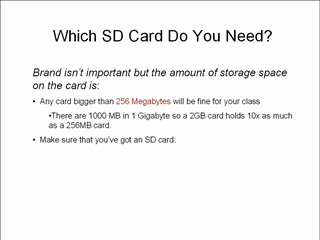 Which SD Card Do You Need?
Brand isn't important but the amount of storage space
on the card is:
• Any card bigger than 256 Megabytes will be fine for your class
•There are 1000 MB in 1 Gigabyte so a 2GB card holds 10x as much
as a 256MB card.
• Make sure that you've got an SD card: